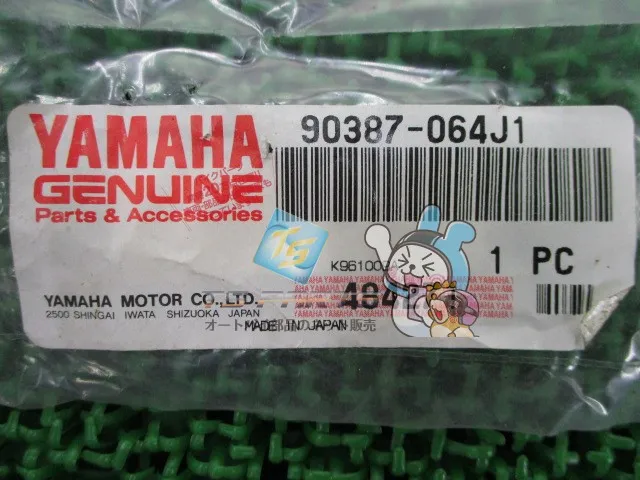 YAMAHA
GENUINE
Parts & Accessories
90387-064J1
TS
1 PC
YAMAHA MOTOR CO.,LTD.
2500 SHINGAI IWATA SHIZUOKA JAPAN
MADE IN JAPAN